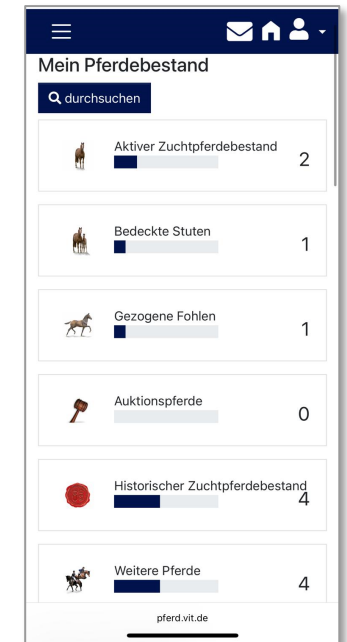 Mein Pferdebestand
durchsuchen
Aktiver Zuchtpferdebestand
2
Bedeckte Stuten
1
Gezogene Fohlen
1
Auktionspferde
0
Historischer Zuchtpferdebestand
4
Weitere Pferde
4
pferd.vit.de